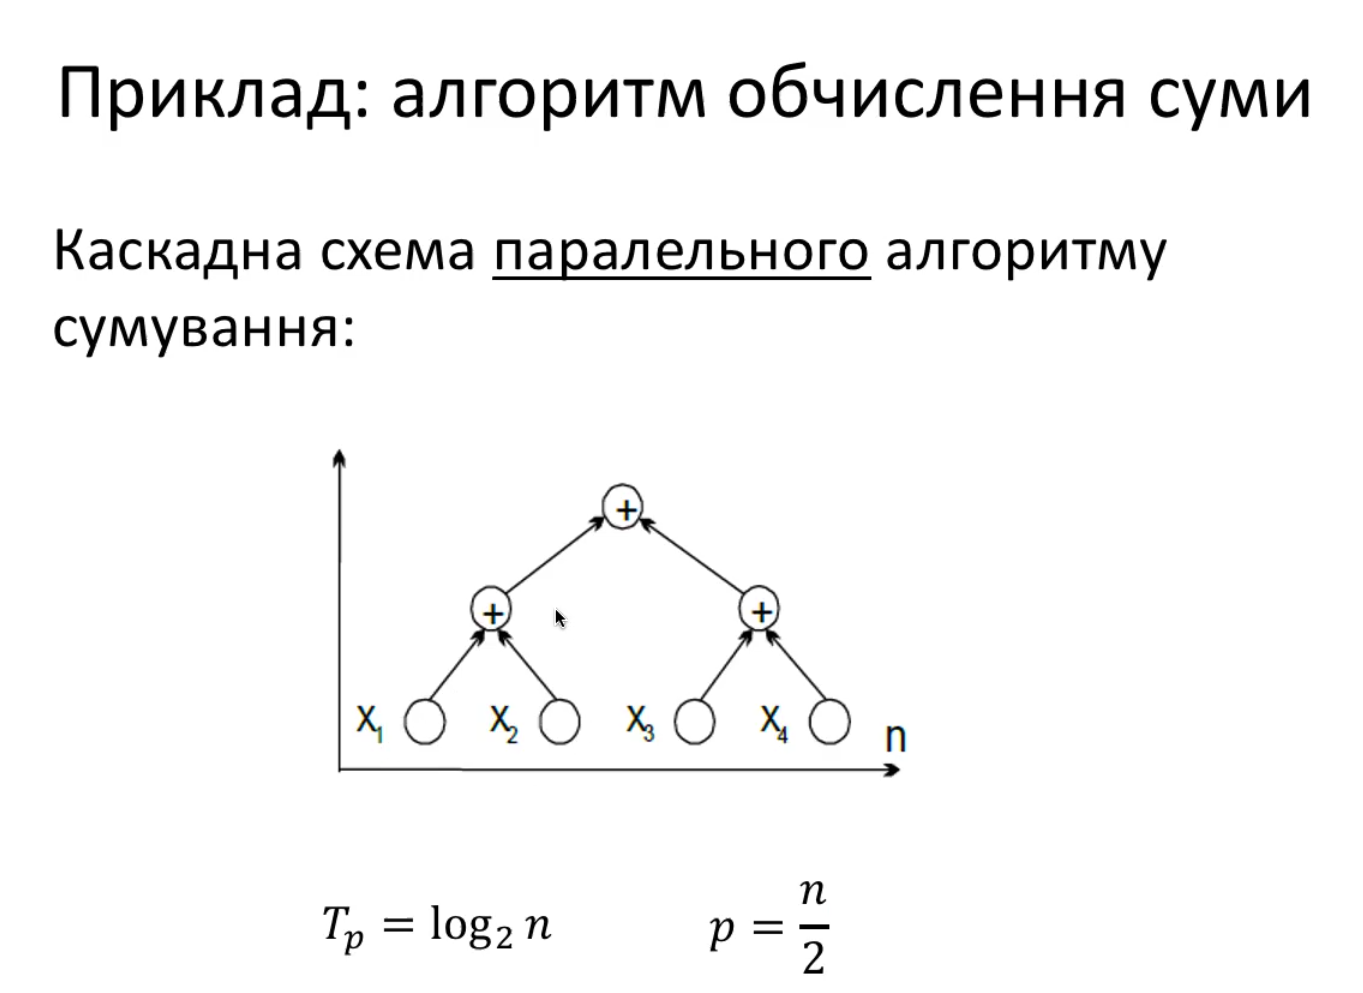 Приклад: алгоритм обчислення суми
Каскадна схема паралельного алгоритму
сумування:
+
+ +
X₁ X₂ X₃ X₄ n
Tₚ = log₂ n p = n/2